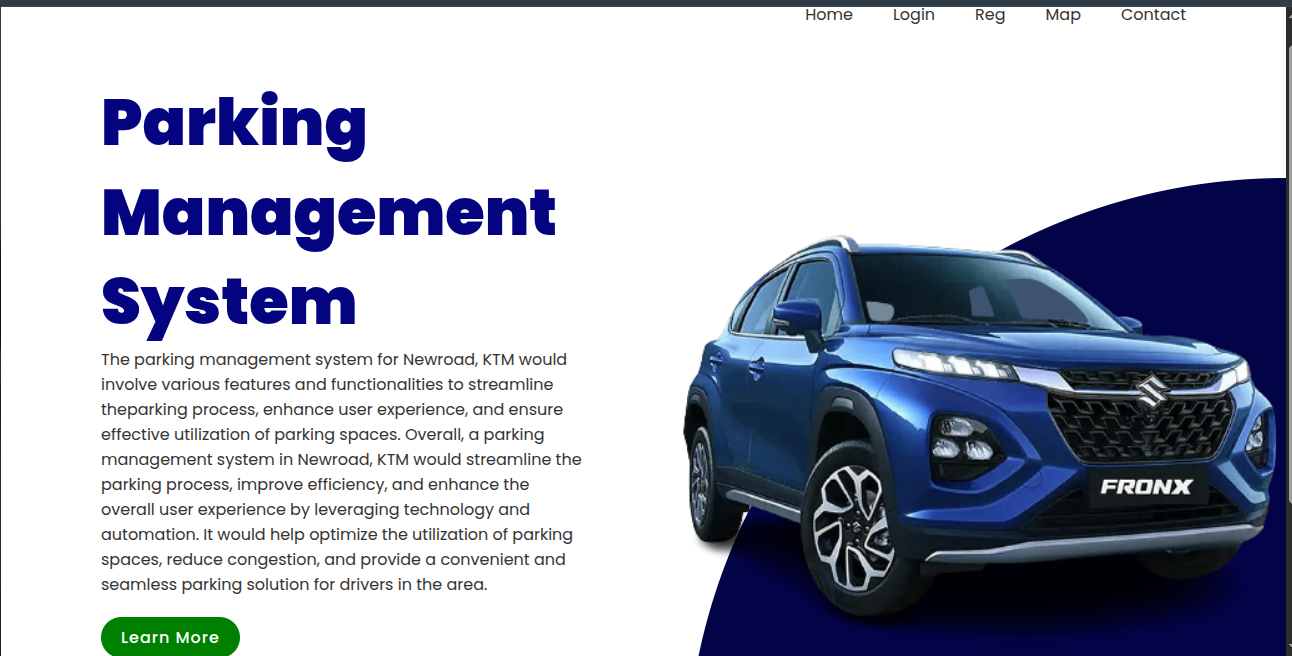 Home Login Reg Map Contact
Parking
Management
System
The parking management system for Newroad, KTM would
involve various features and functionalities to streamline
theparking process, enhance user experience, and ensure
effective utilization of parking spaces. Overall, a parking
management system in Newroad, KTM would streamline the
parking process, improve efficiency, and enhance the
overall user experience by leveraging technology and
automation. It would help optimize the utilization of parking
spaces, reduce congestion, and provide a convenient and
seamless parking solution for drivers in the area.
Learn More
FRONX